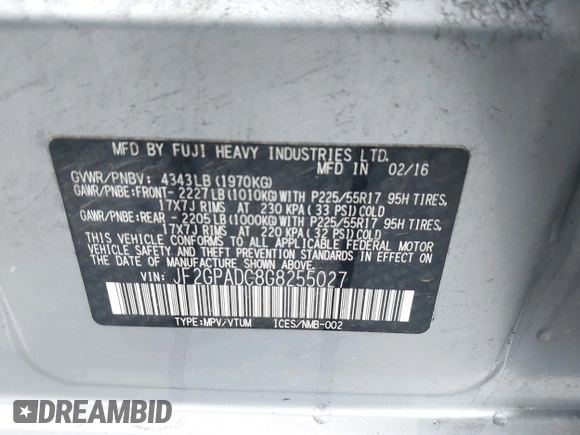 MFD BY FUJI HEAVY INDUSTRIES LTD.
GVWR/PNBV: 4343LB(1970KG) MFD IN 02/16
GAWR/PNBE:FRONT-2227LB(1010KG)WITH P225/55R17 95H TIRES,
17X7J RIMS AT 230 KPA(33 PSI)COLD
GAWR/PNBE:REAR -2205LB(1000KG)WITH P225/55R17 95H TIRES,
17X7J RIMS AT 220 KPA(32 PSI)COLD
THIS VEHICLE CONFORMS TO ALL APPLICABLE FEDERAL MOTOR
VEHICLE SAFETY AND THEFT PREVENTION STANDARDS IN EFFECT ON
THE DATE OF MANUFACTURE SHOWN ABOVE.
VIN: JF2GPADC8G8255027
TYPE:MPV/VTUM ICES/NMB-002
DREAMBID